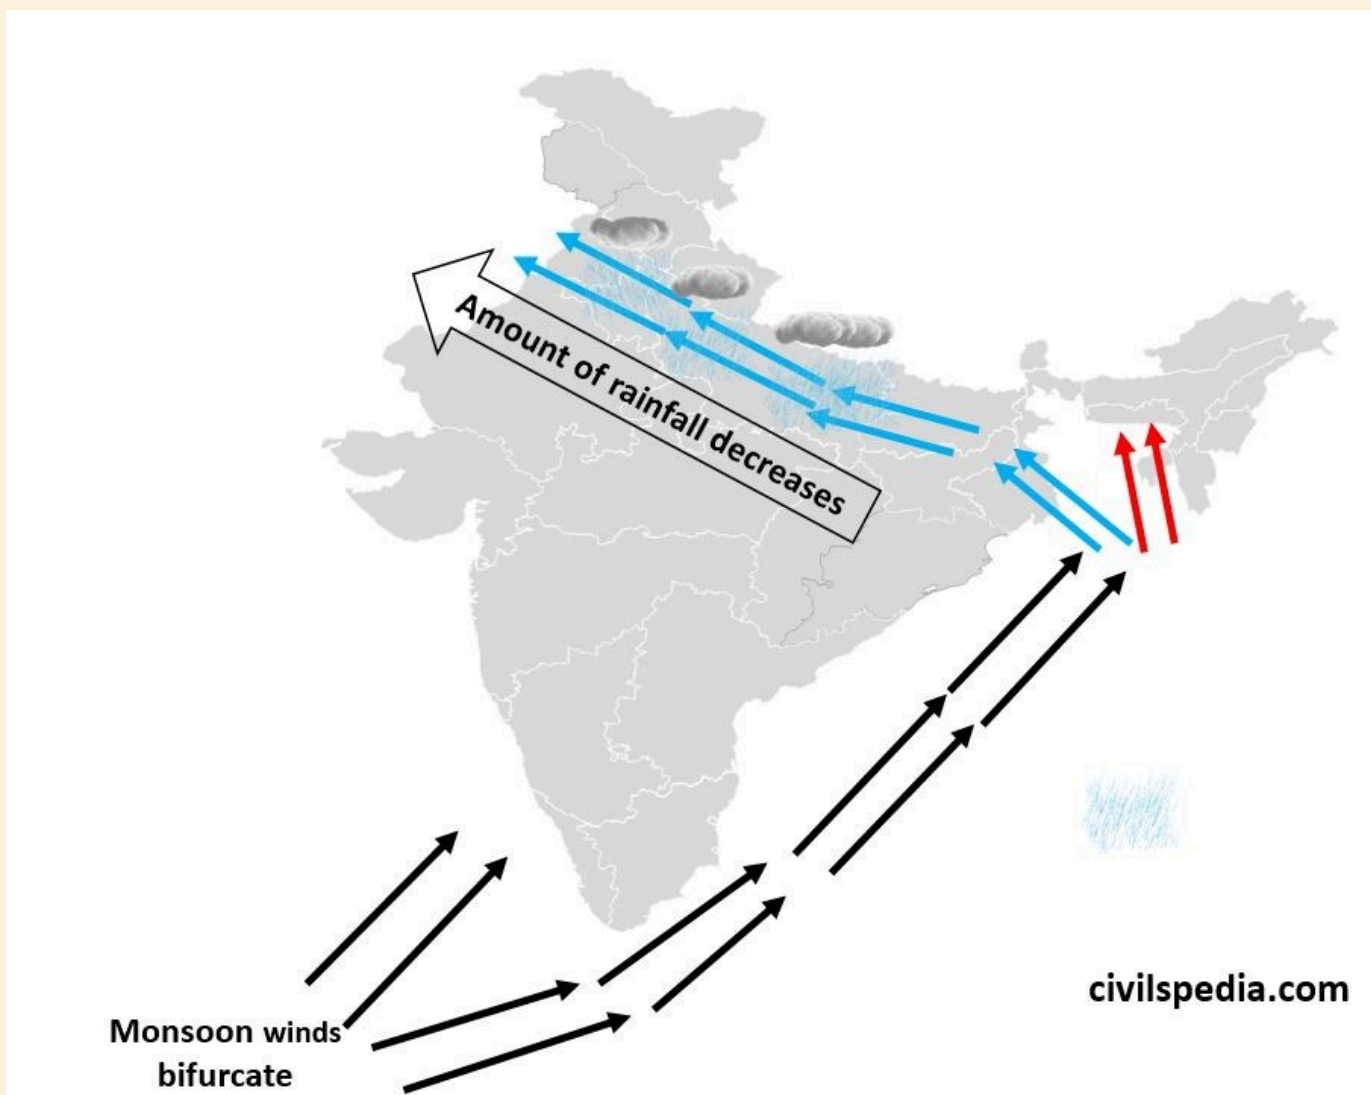 Amount of rainfall decreases
civilspedia.com
Monsoon winds
bifurcate